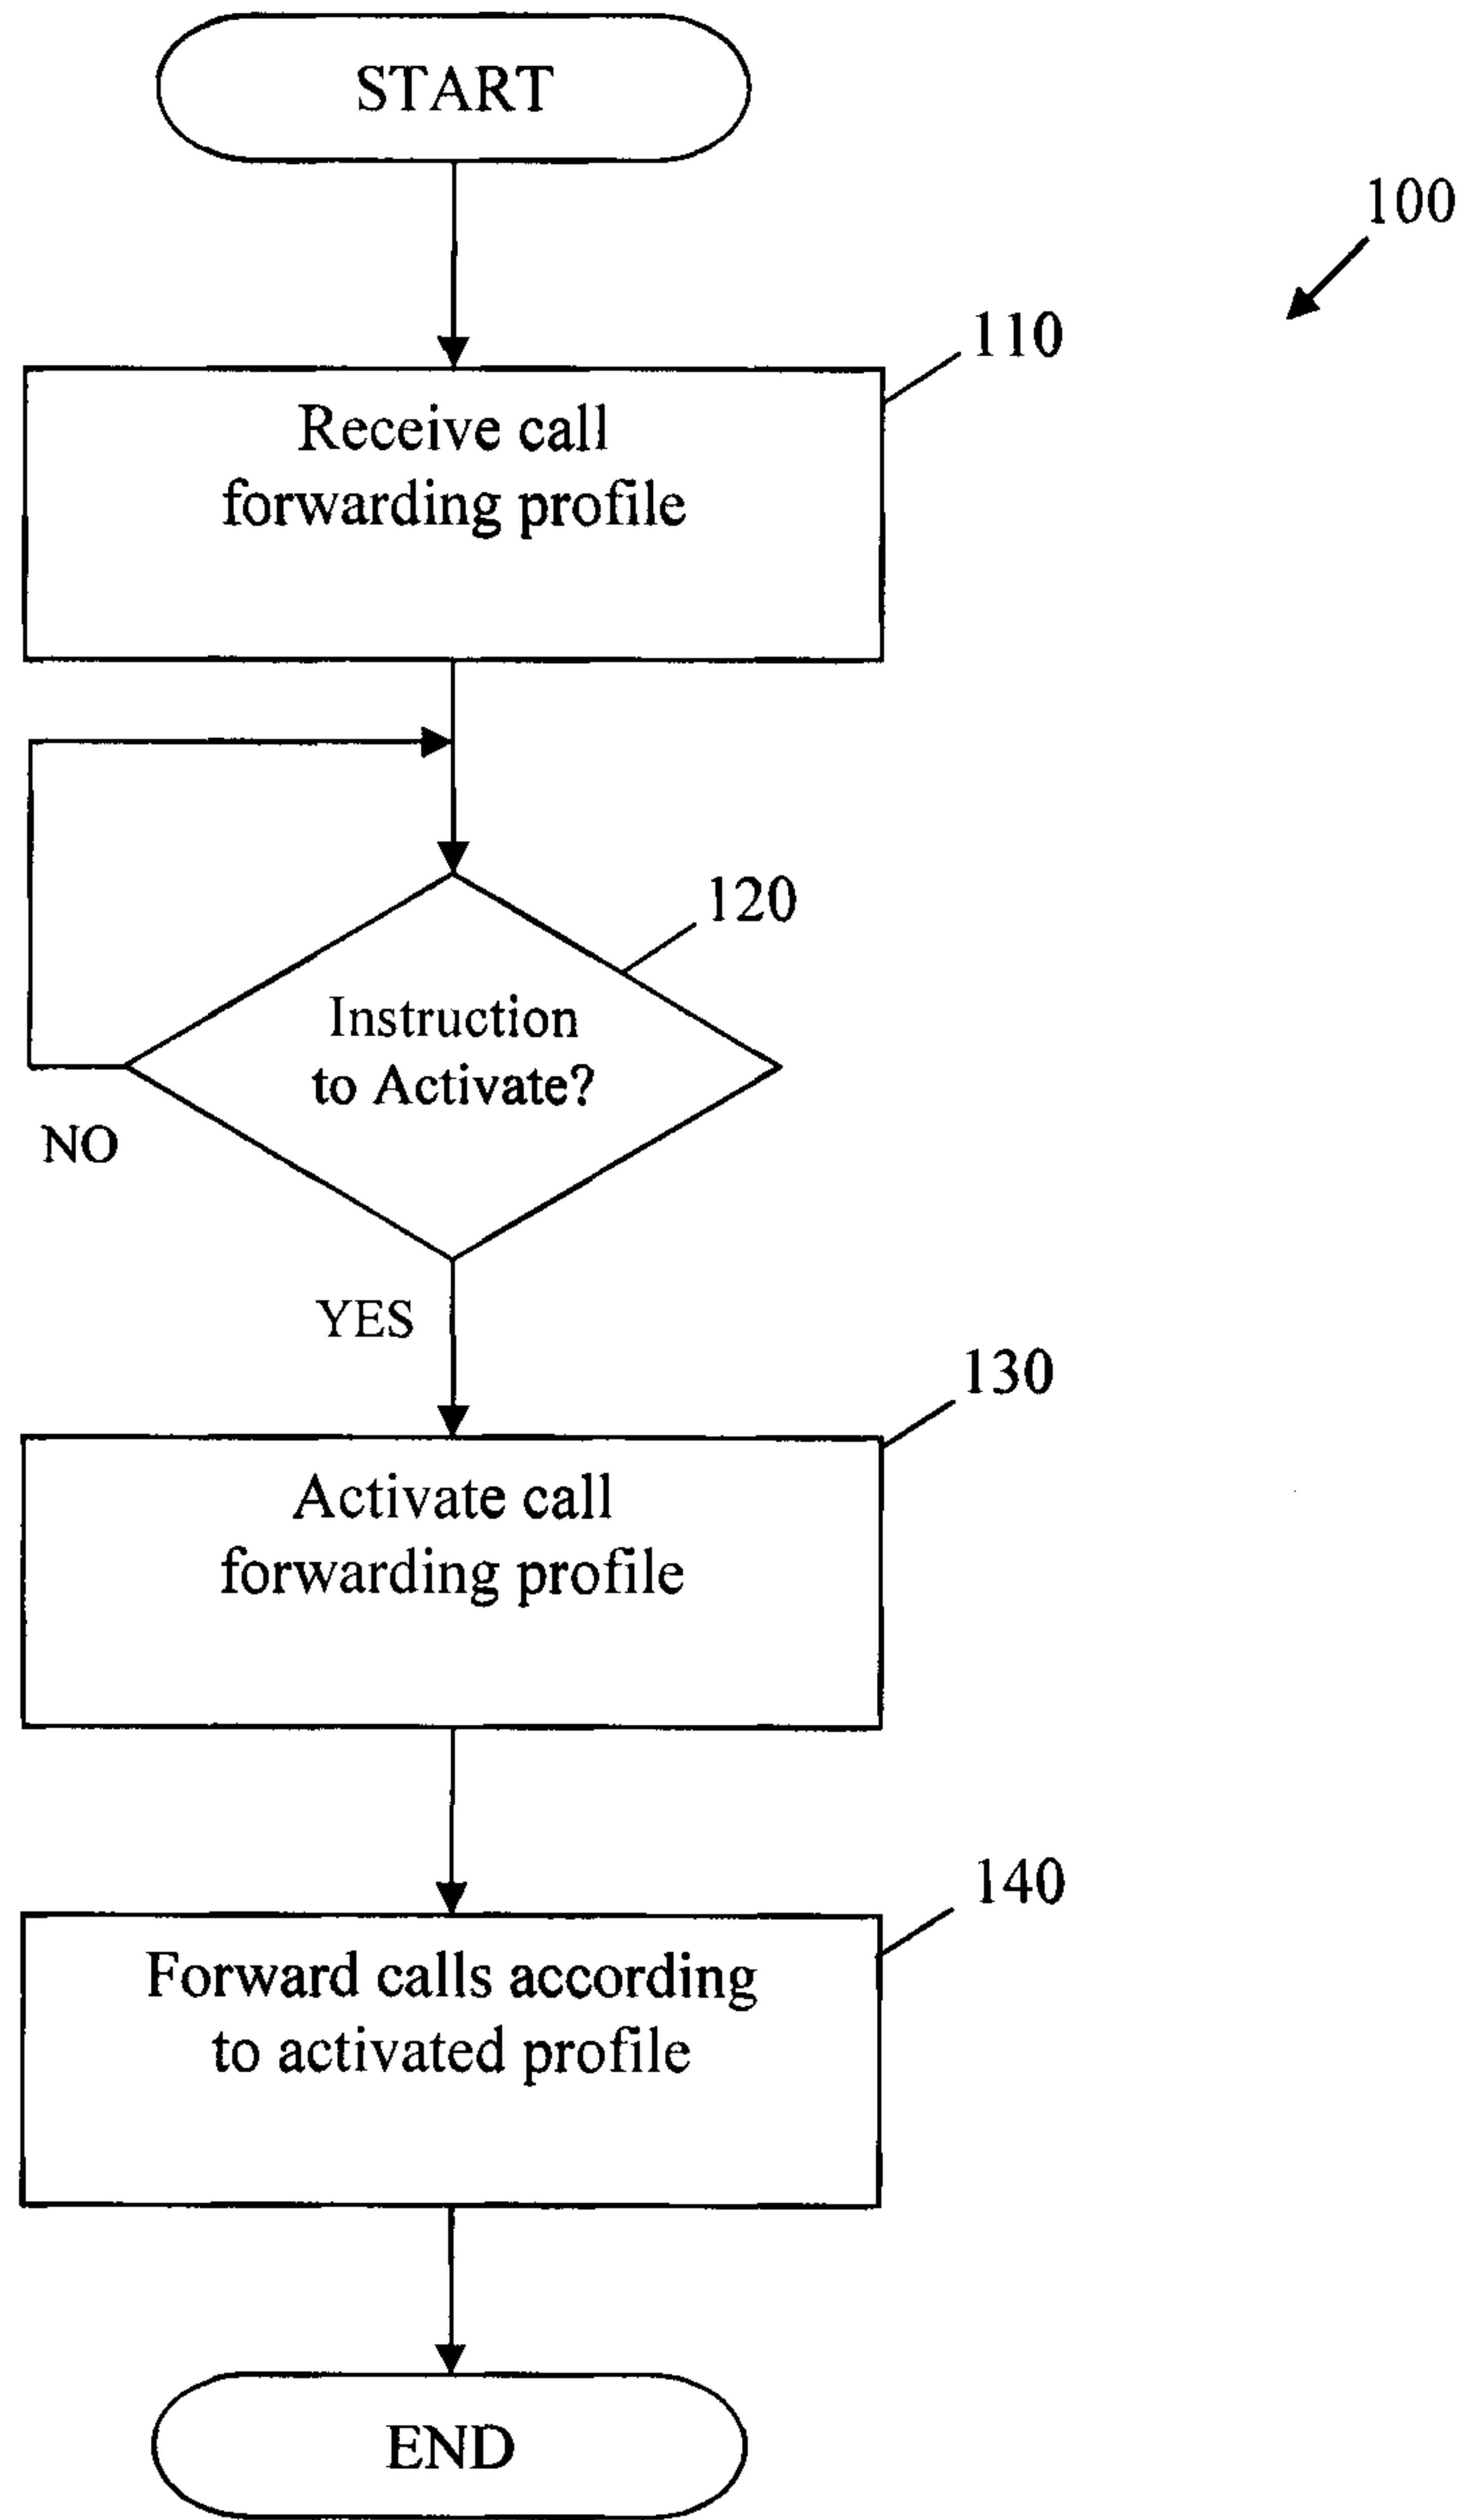 START
100
110
Receive call
forwarding profile
120
Instruction
to Activate?
NO
YES
130
Activate call
forwarding profile
140
Forward calls according
to activated profile
END